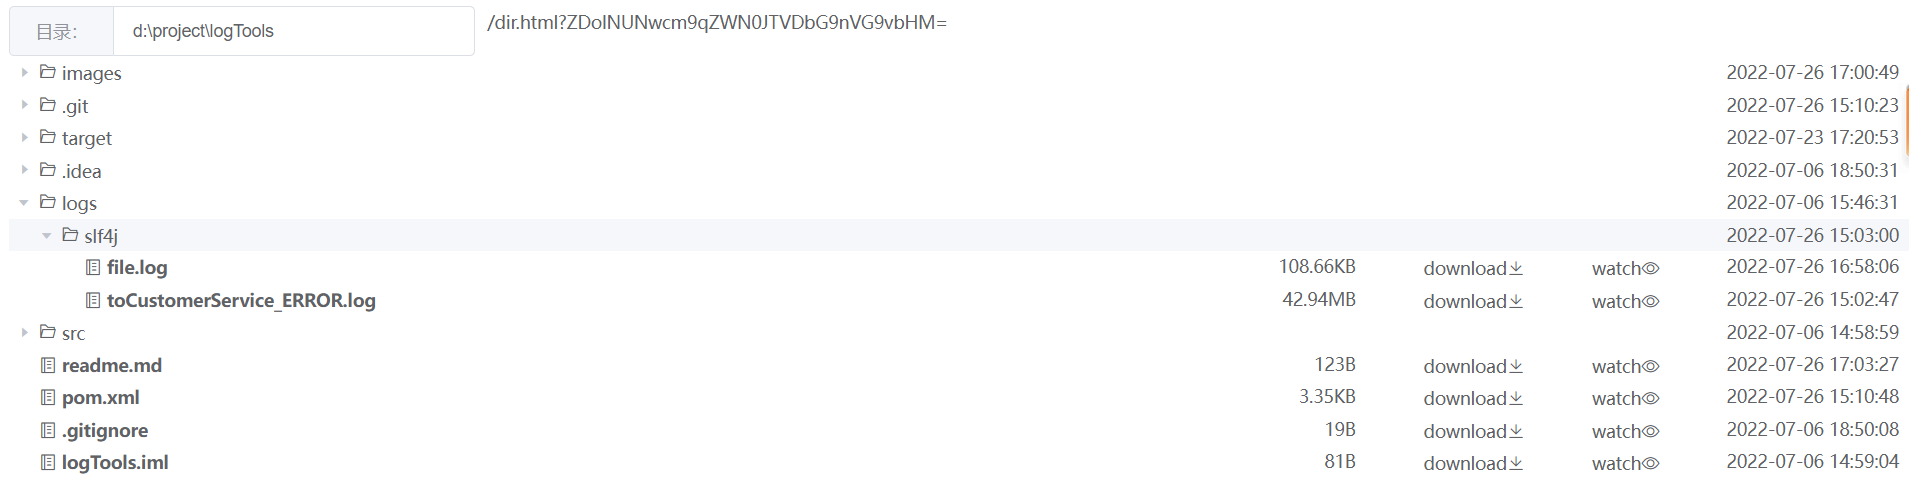 目录: d:\project\logTools /dir.html?ZDolNUNwcm9qZWN0JTVDbG9nVG9vbHM=
images 2022-07-26 17:00:49
.git 2022-07-26 15:10:23
target 2022-07-23 17:20:53
.idea 2022-07-06 18:50:31
logs 2022-07-06 15:46:31
slf4j 2022-07-26 15:03:00
file.log 108.66KB download watch 2022-07-26 16:58:06
toCustomerService_ERROR.log 42.94MB download watch 2022-07-26 15:02:47
src 2022-07-06 14:58:59
readme.md 123B download watch 2022-07-26 17:03:27
pom.xml 3.35KB download watch 2022-07-26 15:10:48
.gitignore 19B download watch 2022-07-06 18:50:08
logTools.iml 81B download watch 2022-07-06 14:59:04